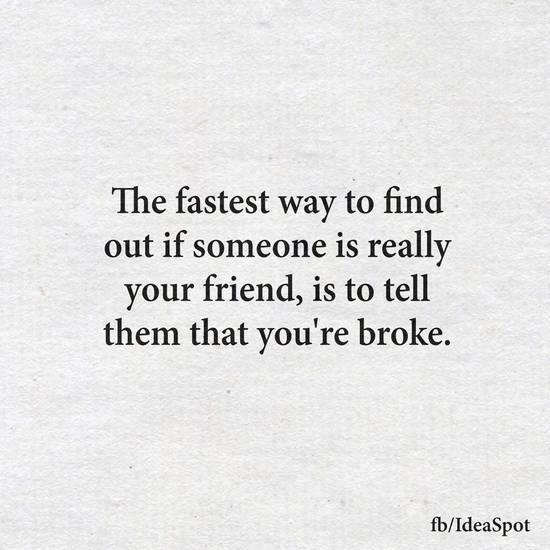 The fastest way to find
out if someone is really
your friend, is to tell
them that you're broke.
fb/IdeaSpot